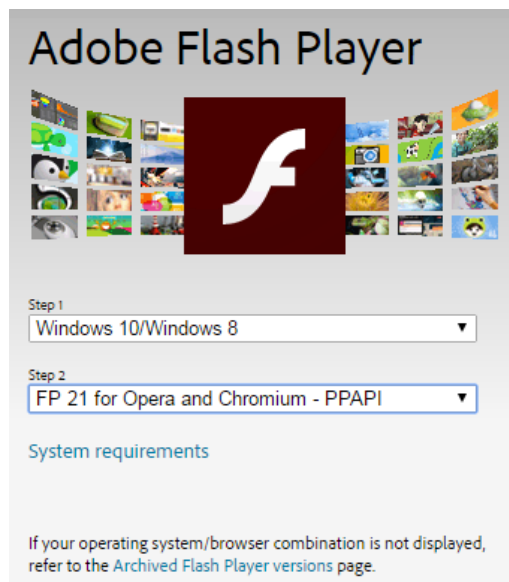 Adobe Flash Player
Step 1
Windows 10/Windows 8
Step 2
FP 21 for Opera and Chromium - PPAPI
System requirements
If your operating system/browser combination is not displayed,
refer to the Archived Flash Player versions page.